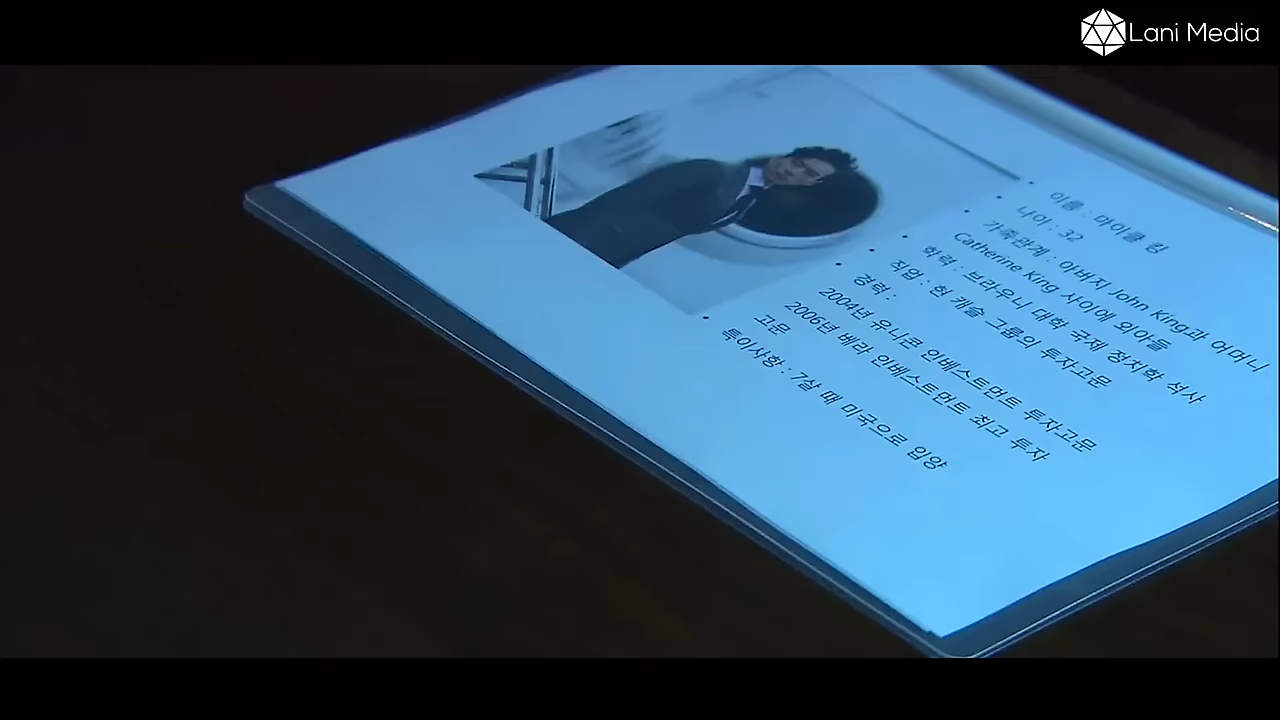 Lani Media
이름 : 마이클 킹
나이 : 32
가족관계 : 아버지 John King과 어머니
Catherine King 사이에 외아들
학력 : 브라우니 대학 국제 정치학 석사
직업 : 현 캐슬 그룹의 투자고문
경력 :
2004년 유니콘 인베스트먼트 투자고문
2006년 베라 인베스트먼트 최고 투자
고문
특이사항 : 7살 때 미국으로 입양